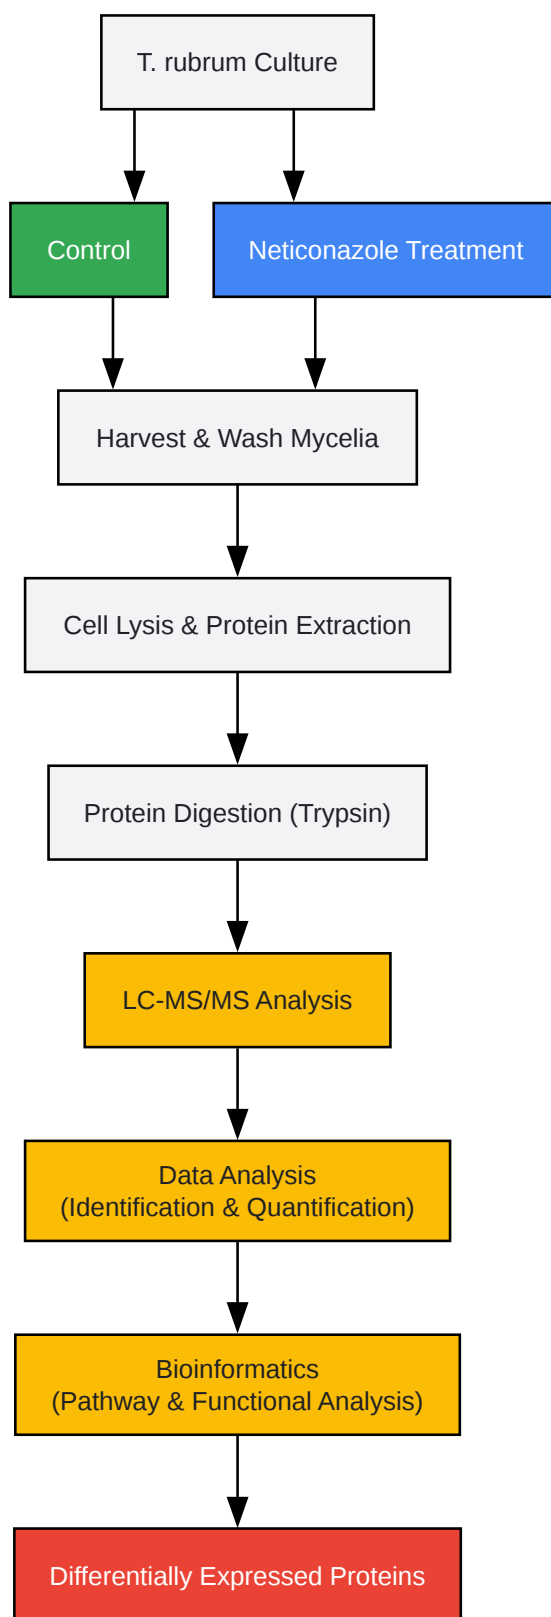 T. rubrum Culture
Control
Neticonazole Treatment
Harvest & Wash Mycelia
Cell Lysis & Protein Extraction
Protein Digestion (Trypsin)
LC-MS/MS Analysis
Data Analysis
(Identification & Quantification)
Bioinformatics
(Pathway & Functional Analysis)
Differentially Expressed Proteins